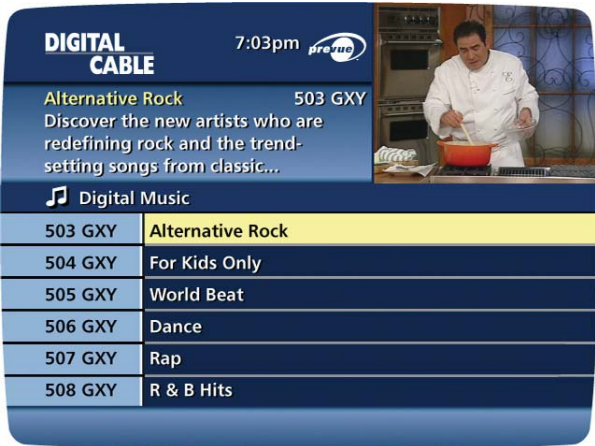 DIGITAL
CABLE
7:03pm
prevue
Alternative Rock 503 GXY
Discover the new artists who are
redefining rock and the trend-
setting songs from classic...
Digital Music
503 GXY Alternative Rock
504 GXY For Kids Only
505 GXY World Beat
506 GXY Dance
507 GXY Rap
508 GXY R & B Hits